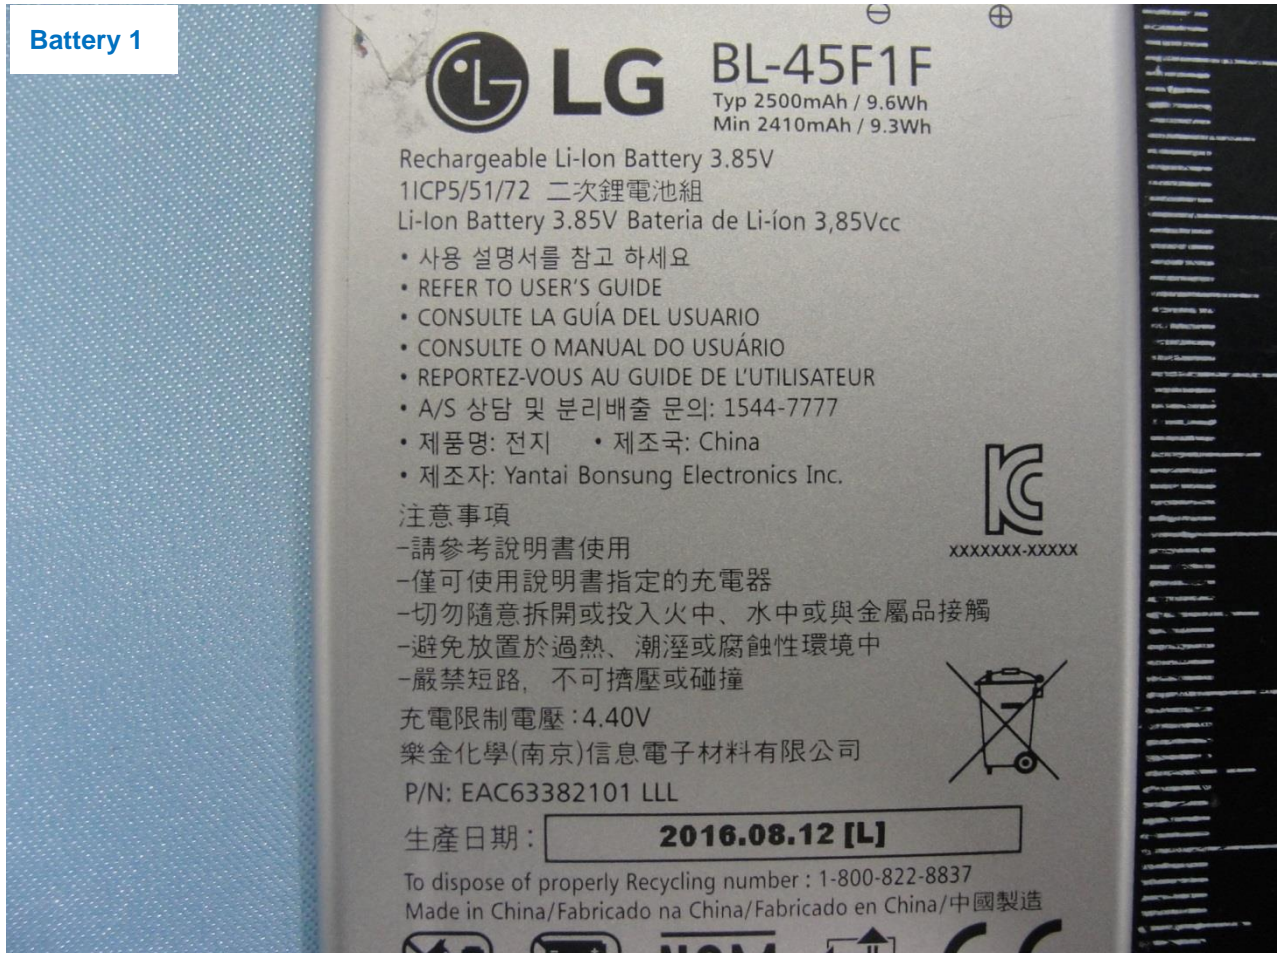 Battery 1
LG BL-45F1F
Typ 2500mAh / 9.6Wh
Min 2410mAh / 9.3Wh
Rechargeable Li-Ion Battery 3.85V
1ICP5/51/72 二次鋰電池組
Li-Ion Battery 3.85V Bateria de Li-íon 3,85Vcc
• 사용 설명서를 참고 하세요
• REFER TO USER'S GUIDE
• CONSULTE LA GUÍA DEL USUARIO
• CONSULTE O MANUAL DO USUÁRIO
• REPORTEZ-VOUS AU GUIDE DE L'UTILISATEUR
• A/S 상담 및 분리배출 문의: 1544-7777
• 제품명: 전지 • 제조국: China
• 제조자: Yantai Bonsung Electronics Inc.
注意事項
-請參考說明書使用
-僅可使用說明書指定的充電器
-切勿隨意拆開或投入火中、水中或與金屬品接觸
-避免放置於過熱、潮溼或腐蝕性環境中
-嚴禁短路, 不可擠壓或碰撞
XXXXXXX-XXXXX
充電限制電壓:4.40V
樂金化學(南京)信息電子材料有限公司
P/N: EAC63382101 LLL
生產日期: 2016.08.12 [L]
To dispose of properly Recycling number : 1-800-822-8837
Made in China/Fabricado na China/Fabricado en China/中國製造
NOM CE